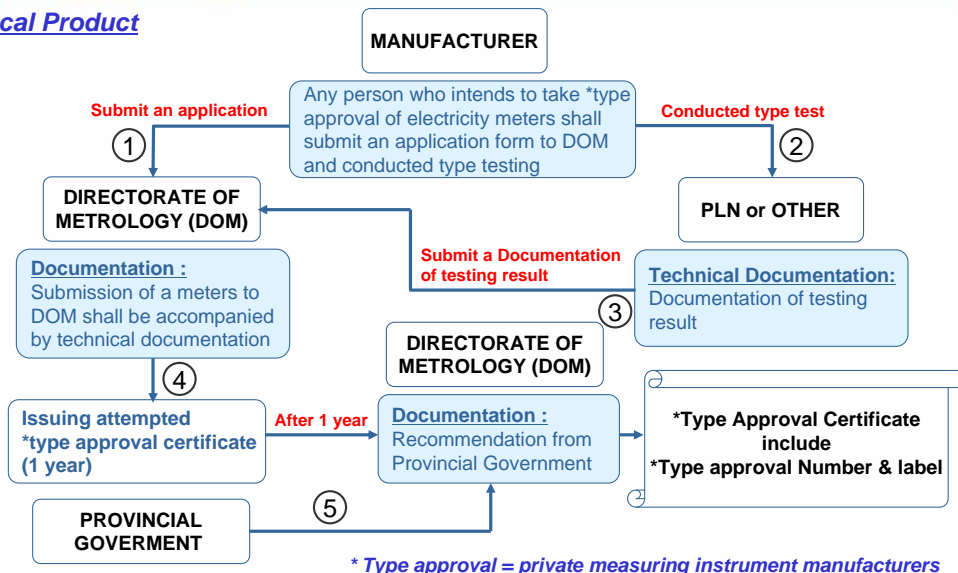 cal Product
MANUFACTURER
Any person who intends to take *type
approval of electricity meters shall
submit an application form to DOM
and conducted type testing
Submit an application
1
Conducted type test
2
DIRECTORATE OF
METROLOGY (DOM)
PLN or OTHER
Documentation :
Submission of a meters to
DOM shall be accompanied
by technical documentation
Submit a Documentation
of testing result
3
Technical Documentation:
Documentation of testing
result
4
DIRECTORATE OF
METROLOGY (DOM)
Issuing attempted
*type approval certificate
(1 year)
After 1 year
Documentation :
Recommendation from
Provincial Government
*Type Approval Certificate
include
*Type approval Number & label
PROVINCIAL
GOVERMENT
5
* Type approval = private measuring instrument manufacturers